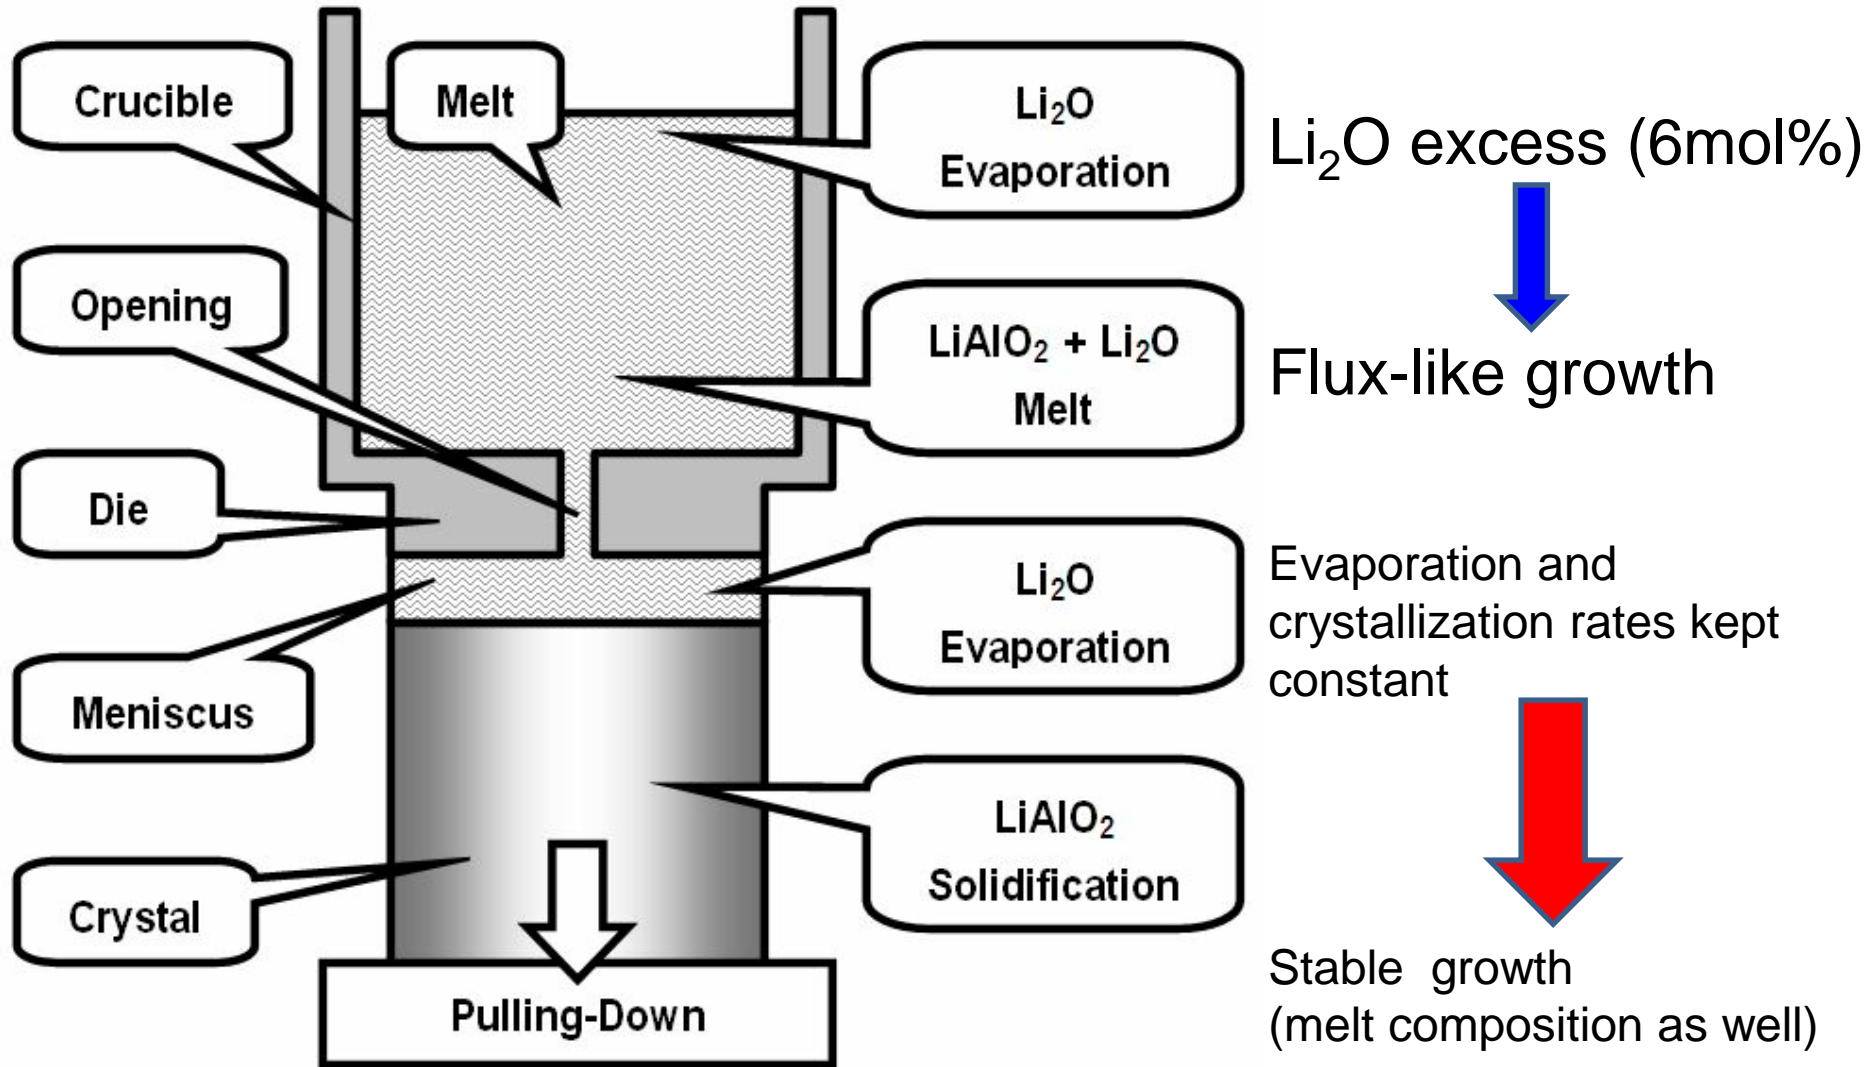 Crucible
Melt
Li₂O
Evaporation
Opening
LiAlO₂ + Li₂O
Melt
Die
Li₂O
Evaporation
Meniscus
LiAlO₂
Solidification
Crystal
Pulling-Down
Li₂O excess (6mol%)
Flux-like growth
Evaporation and
crystallization rates kept
constant
Stable growth
(melt composition as well)